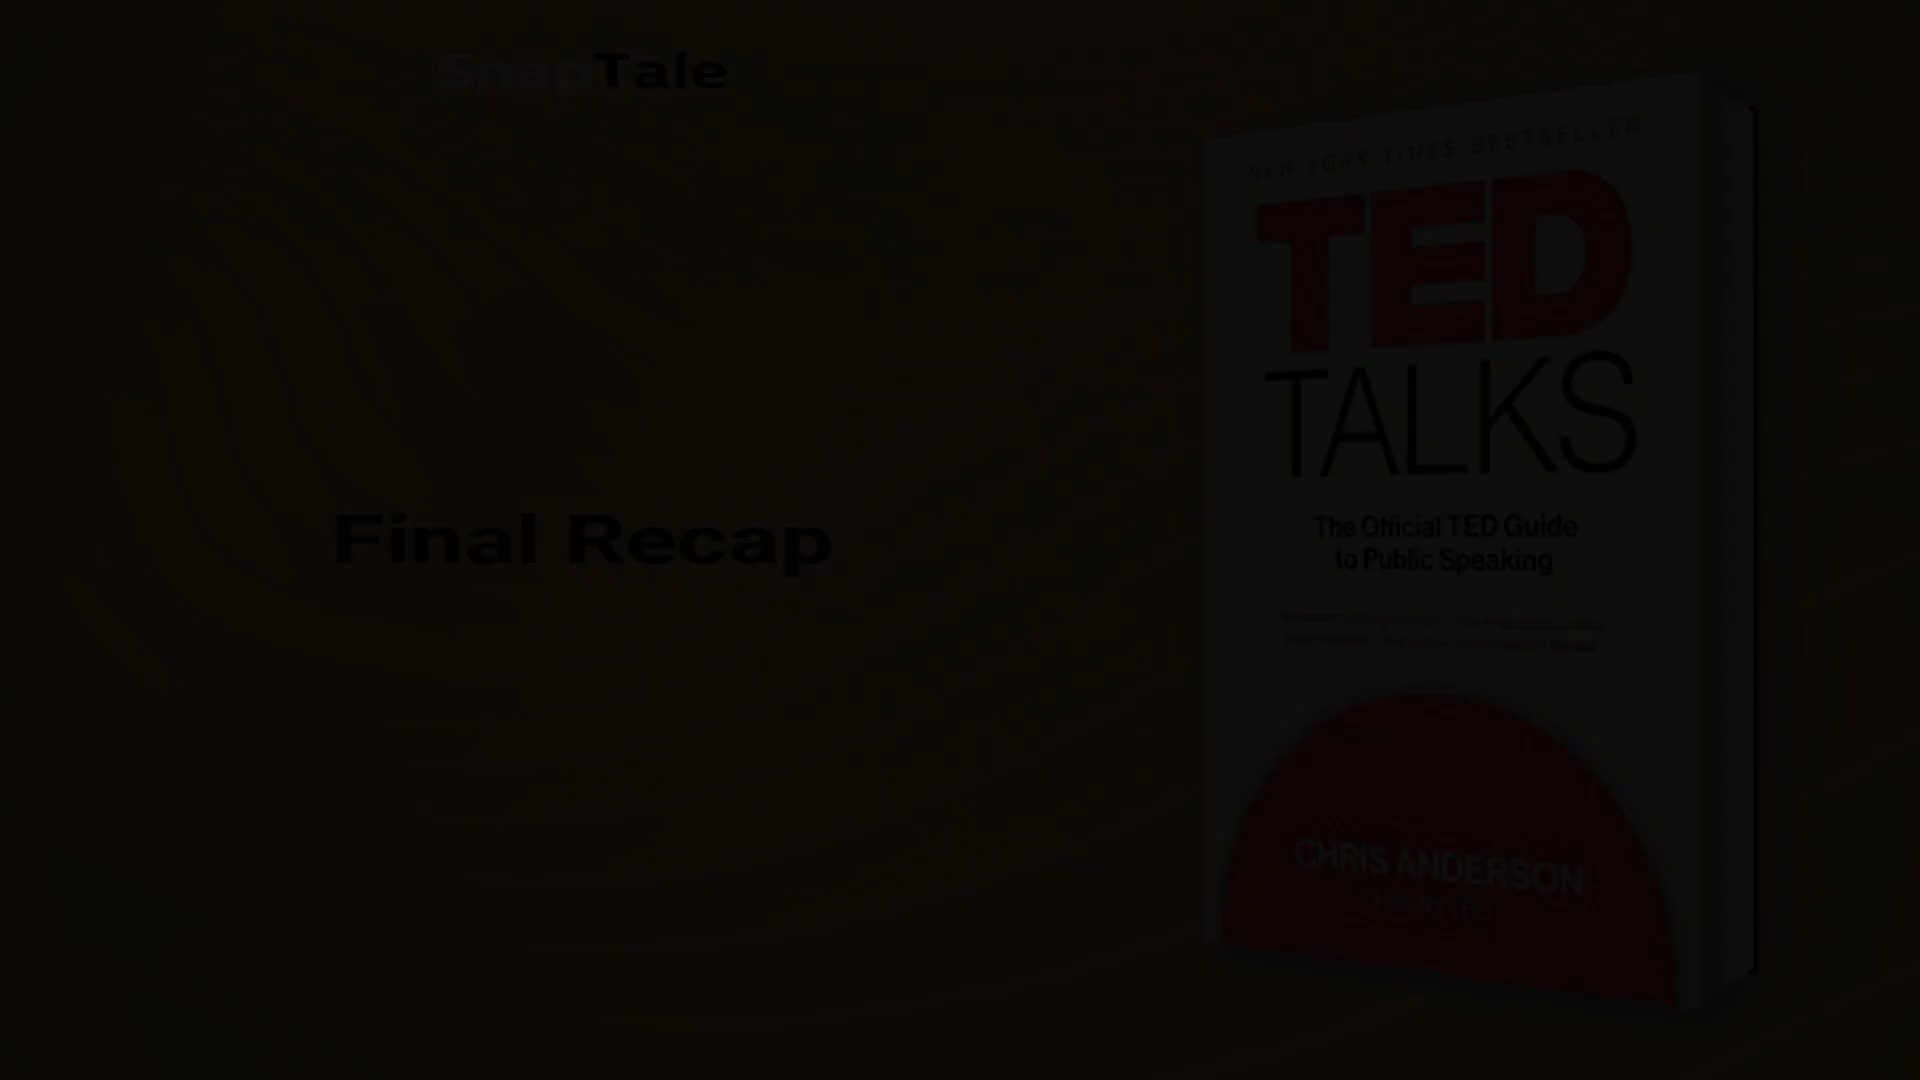 SnapTale
Final Recap
NEW YORK TIMES BESTSELLER
TED
TALKS
The Official TED Guide
to Public Speaking
CHRIS ANDERSON